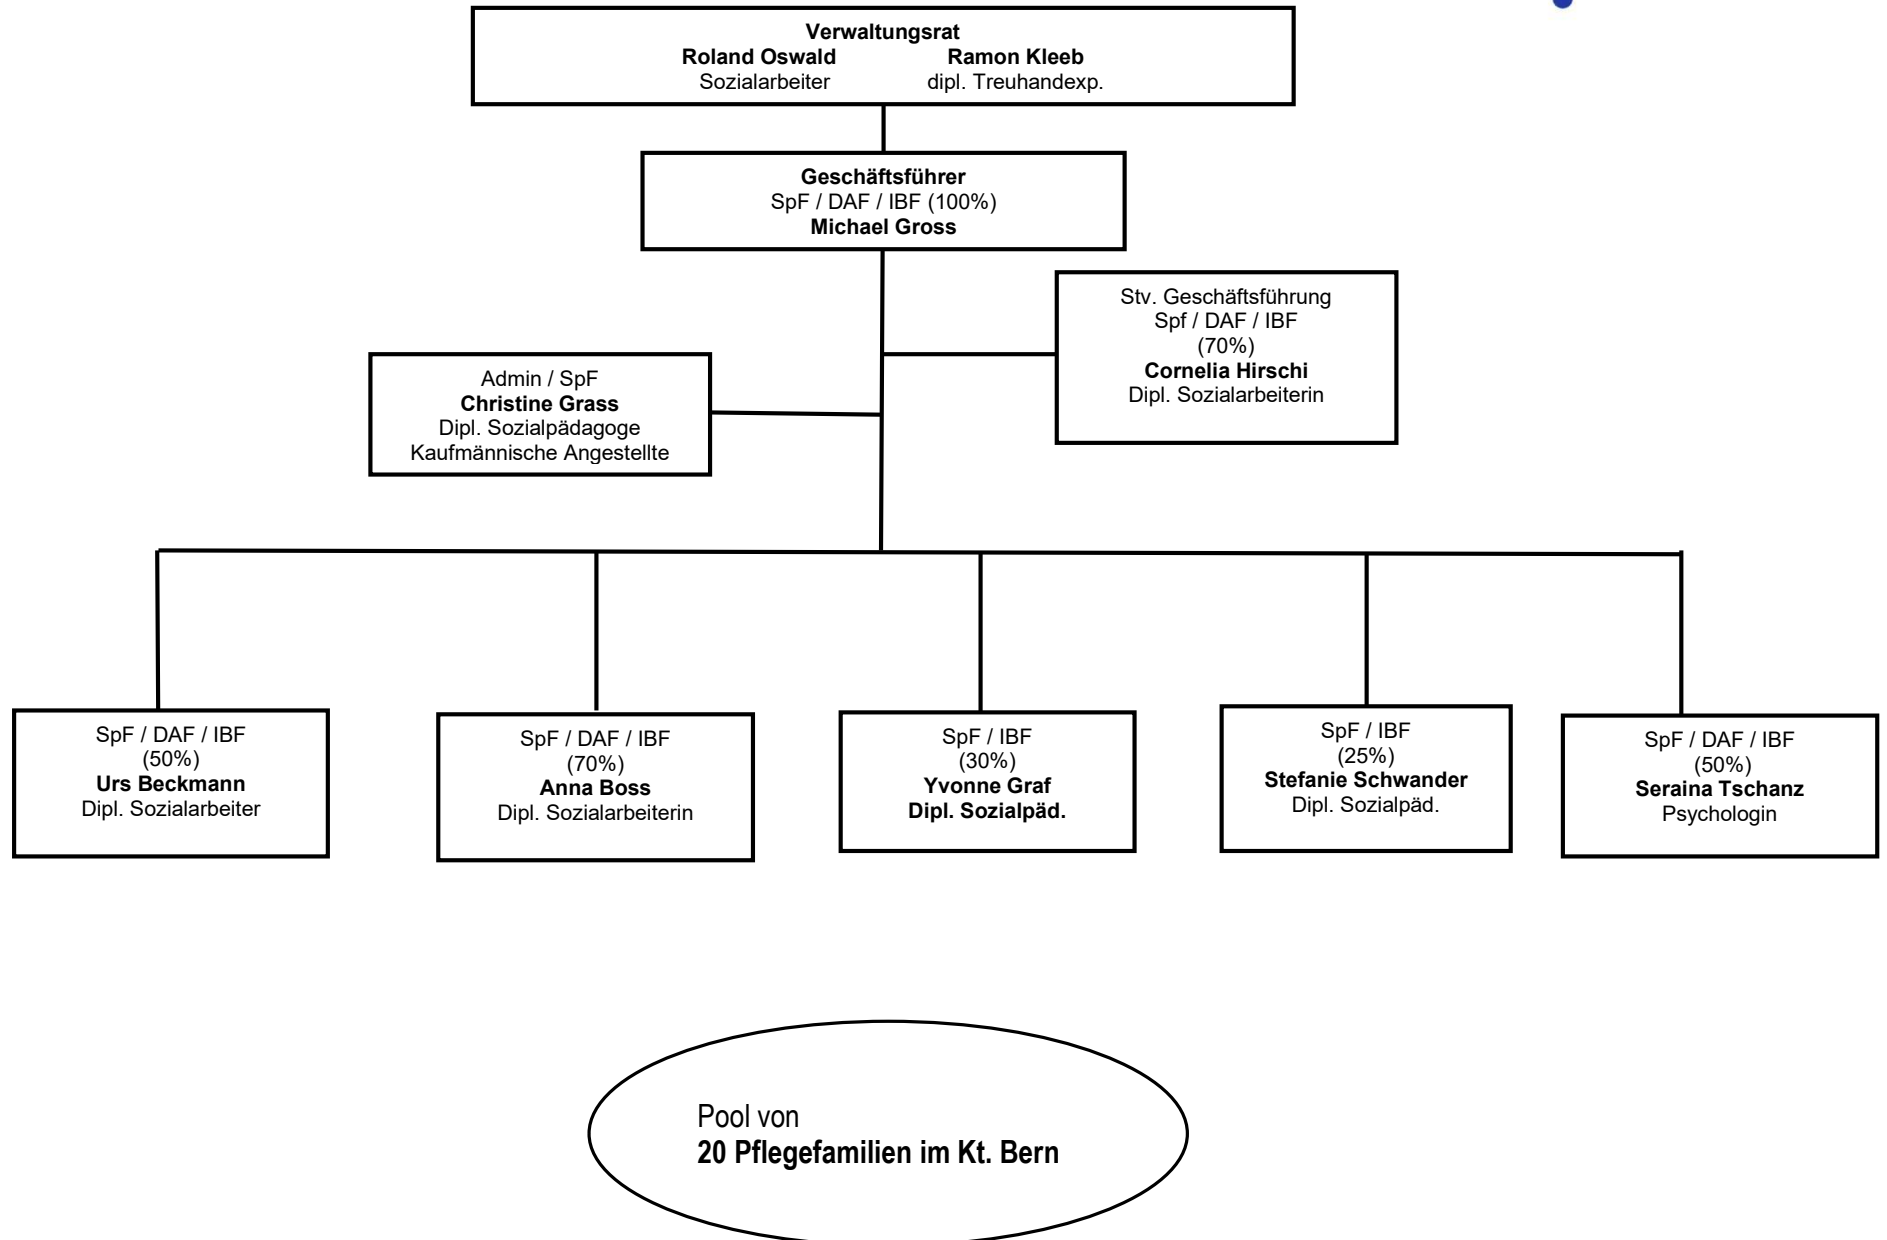 Verwaltungsrat
Roland Oswald Ramon Kleeb
Sozialarbeiter dipl. Treuhandexp.
Geschäftsführer
SpF / DAF / IBF (100%)
Michael Gross
Stv. Geschäftsführung
Spf / DAF / IBF
(70%)
Cornelia Hirschi
Dipl. Sozialarbeiterin
Admin / SpF
Christine Grass
Dipl. Sozialpädagoge
Kaufmännische Angestellte
SpF / DAF / IBF
(50%)
Urs Beckmann
Dipl. Sozialarbeiter
SpF / DAF / IBF
(70%)
Anna Boss
Dipl. Sozialarbeiterin
SpF / IBF
(30%)
Yvonne Graf
Dipl. Sozialpäd.
SpF / IBF
(25%)
Stefanie Schwander
Dipl. Sozialpäd.
SpF / DAF / IBF
(50%)
Seraina Tschanz
Psychologin
Pool von
20 Pflegefamilien im Kt. Bern